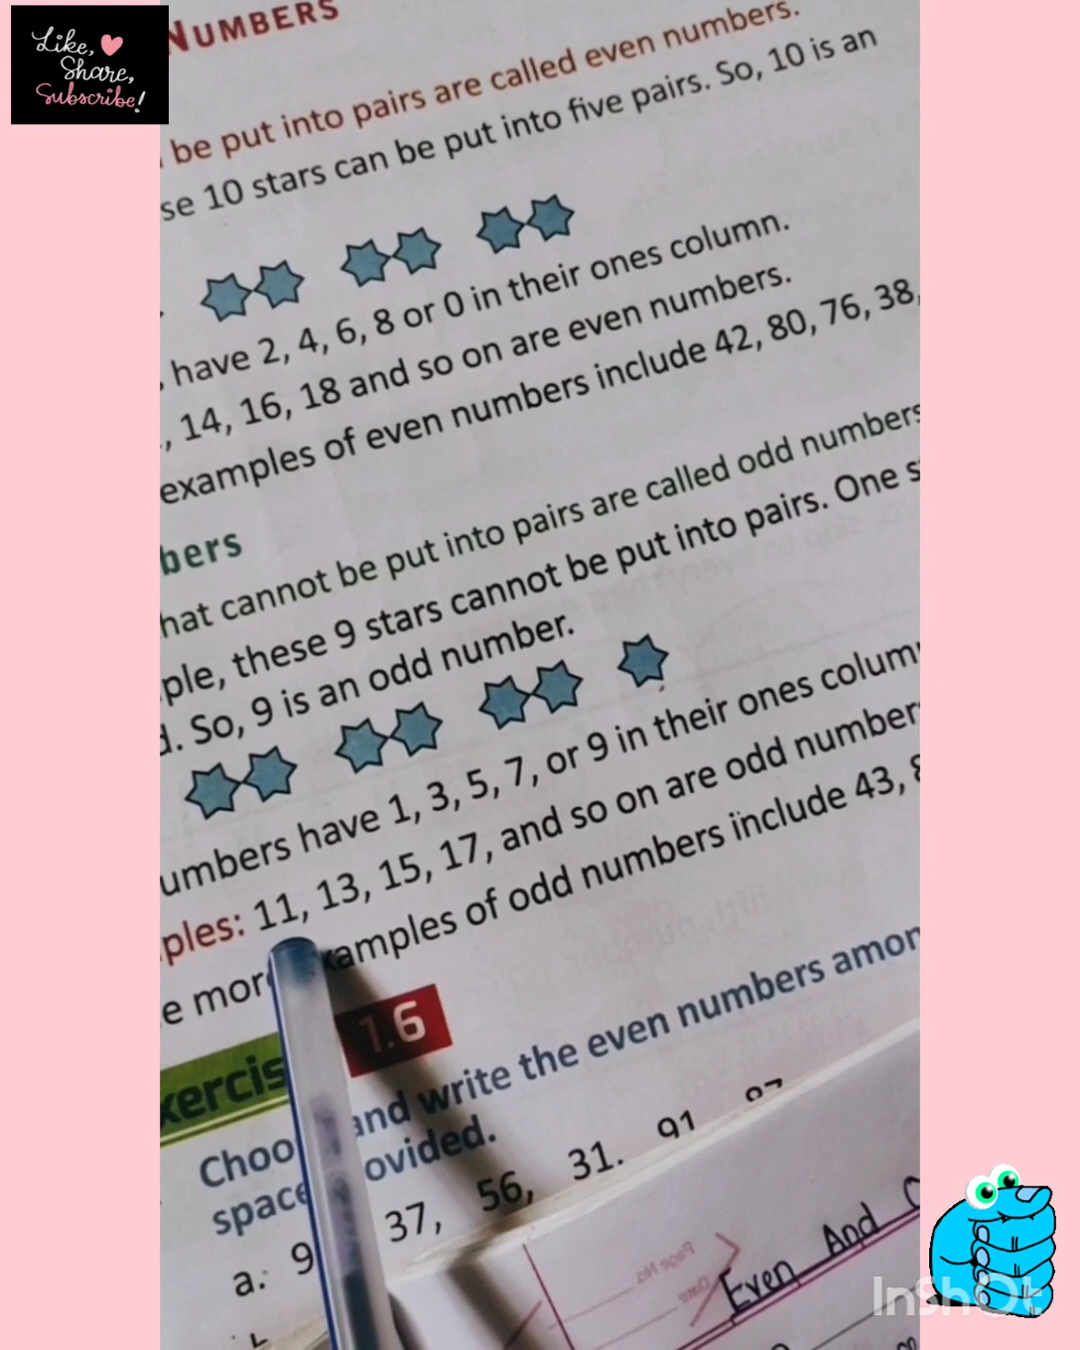 Like,
Share,
Subscribe!
NUMBERS
be put into pairs are called even numbers.
se 10 stars can be put into five pairs. So, 10 is an
have 2, 4, 6, 8 or 0 in their ones column.
, 14, 16, 18 and so on are even numbers.
examples of even numbers include 42, 80, 76, 38,
bers
hat cannot be put into pairs are called odd numbers
ple, these 9 stars cannot be put into pairs. One s
d. So, 9 is an odd number.
umbers have 1, 3, 5, 7, or 9 in their ones colum
ples: 11, 13, 15, 17, and so on are odd number
e mor amples of odd numbers include 43, 8
xercis 1.6
Choo and write the even numbers amon
space ovided.
a. 9 37, 56, 31. 91
Even And O
InShOt